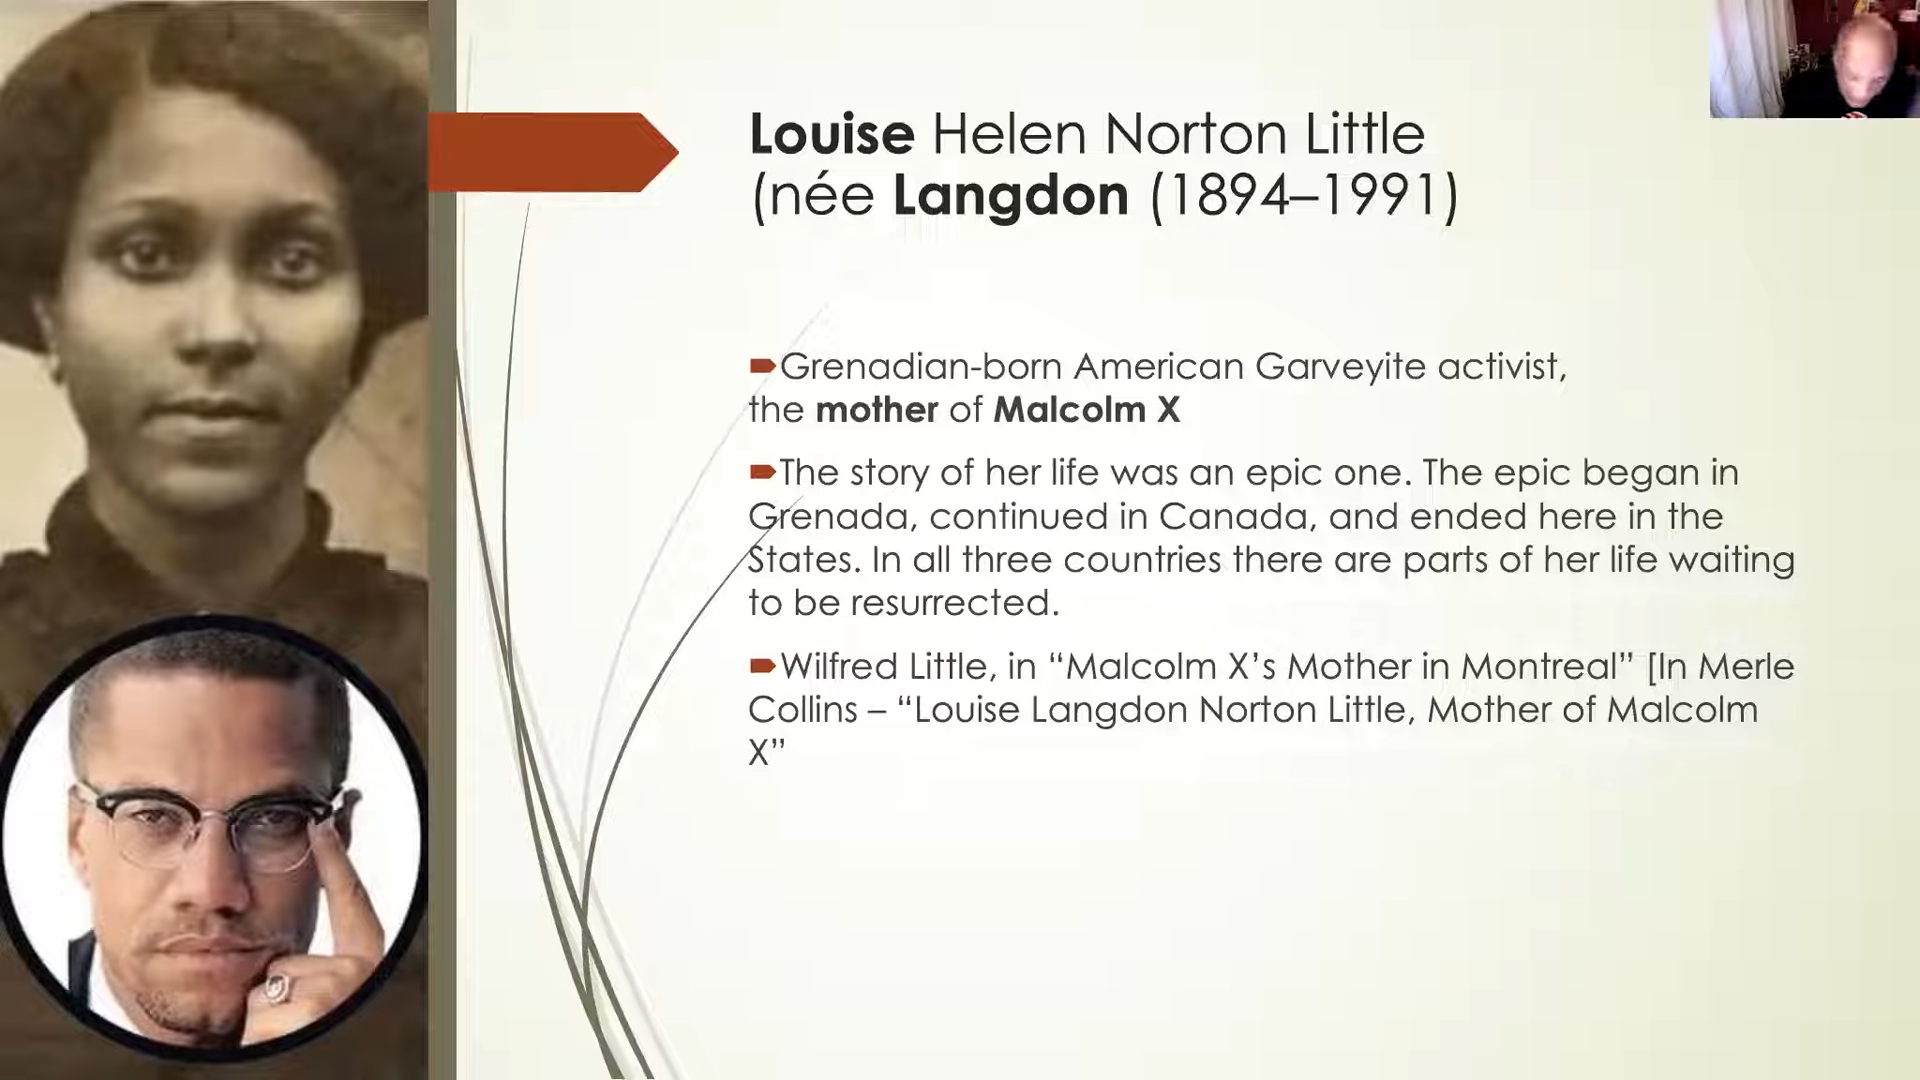 Louise Helen Norton Little
(née Langdon (1894–1991)
Grenadian-born American Garveyite activist,
the mother of Malcolm X
The story of her life was an epic one. The epic began in
Grenada, continued in Canada, and ended here in the
States. In all three countries there are parts of her life waiting
to be resurrected.
Wilfred Little, in “Malcolm X’s Mother in Montreal” [In Merle
Collins – “Louise Langdon Norton Little, Mother of Malcolm
X”